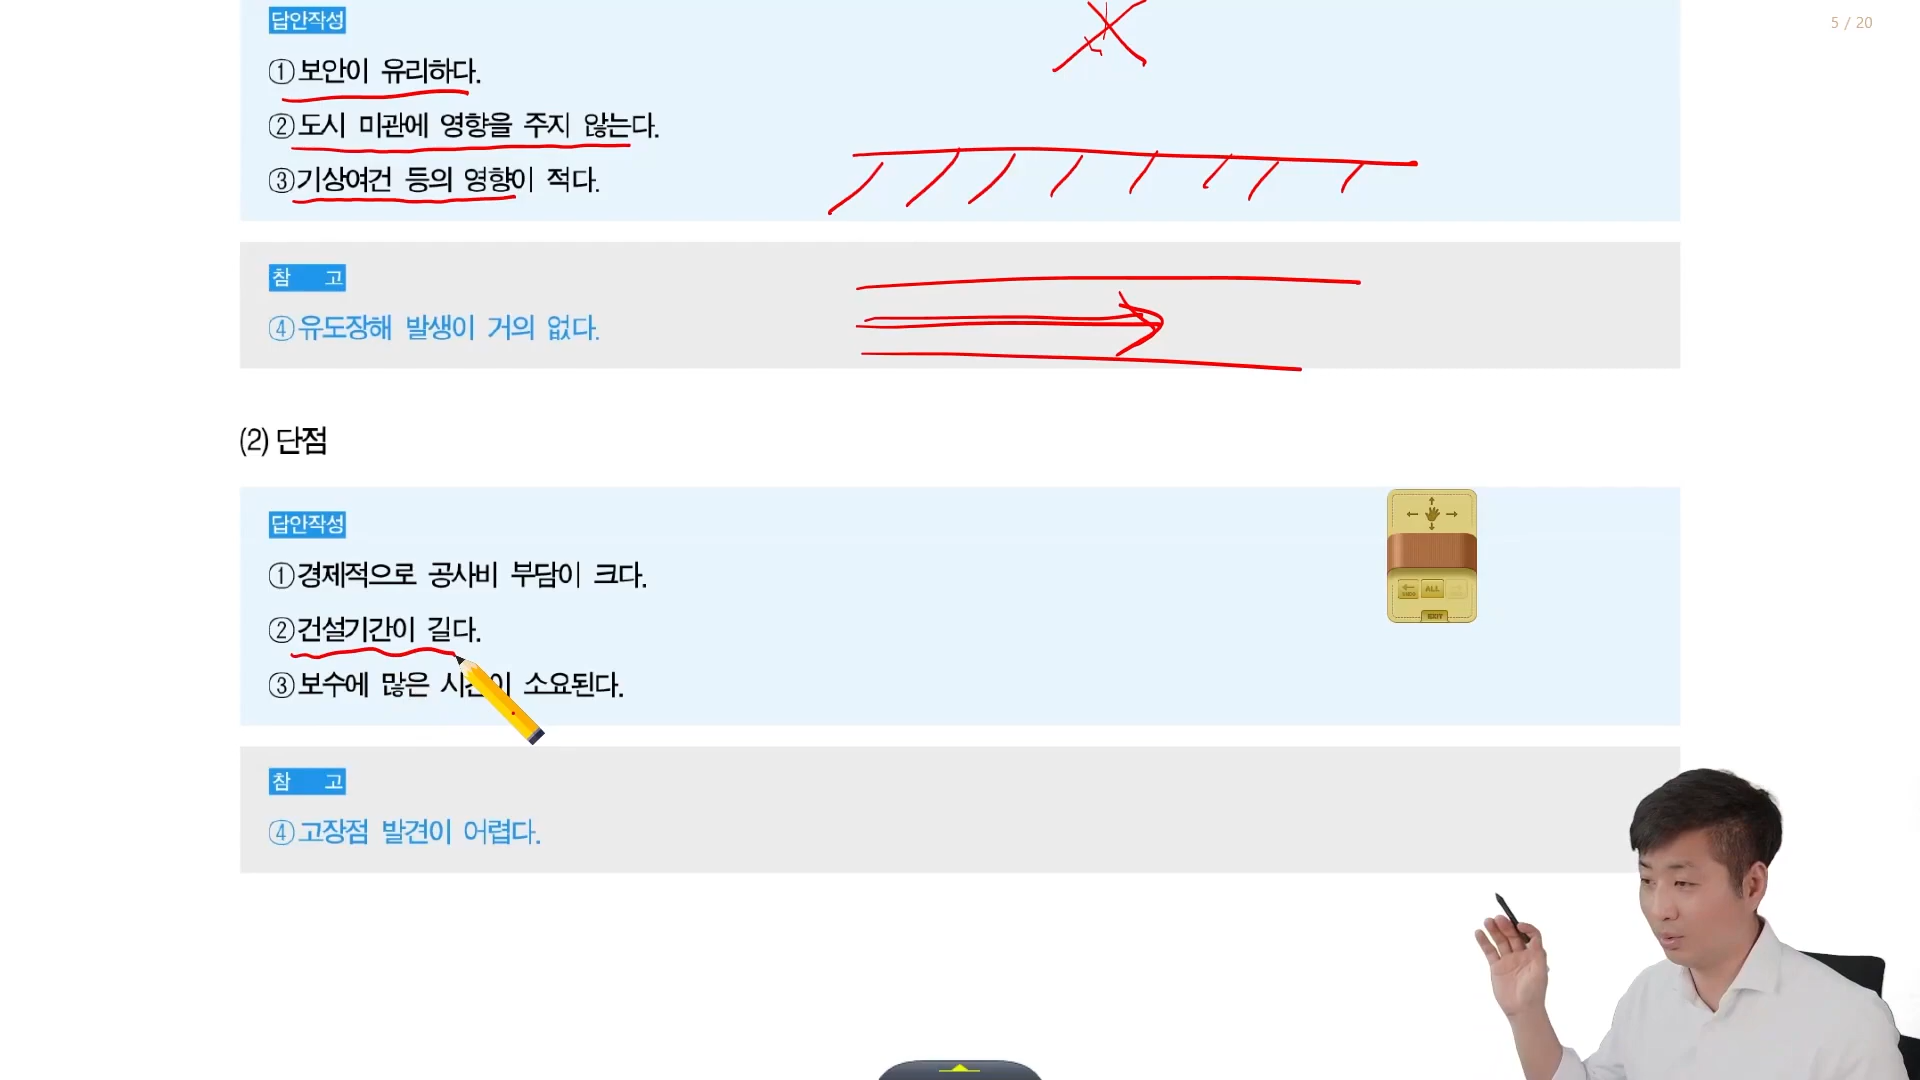 5 / 20
답안작성
①보안이 유리하다.
②도시 미관에 영향을 주지 않는다.
③기상여건 등의 영향이 적다.
참 고
④유도장해 발생이 거의 없다.
(2) 단점
답안작성
①경제적으로 공사비 부담이 크다.
②건설기간이 길다.
③보수에 많은 시간이 소요된다.
참 고
④고장점 발견이 어렵다.
ALL
EXIT